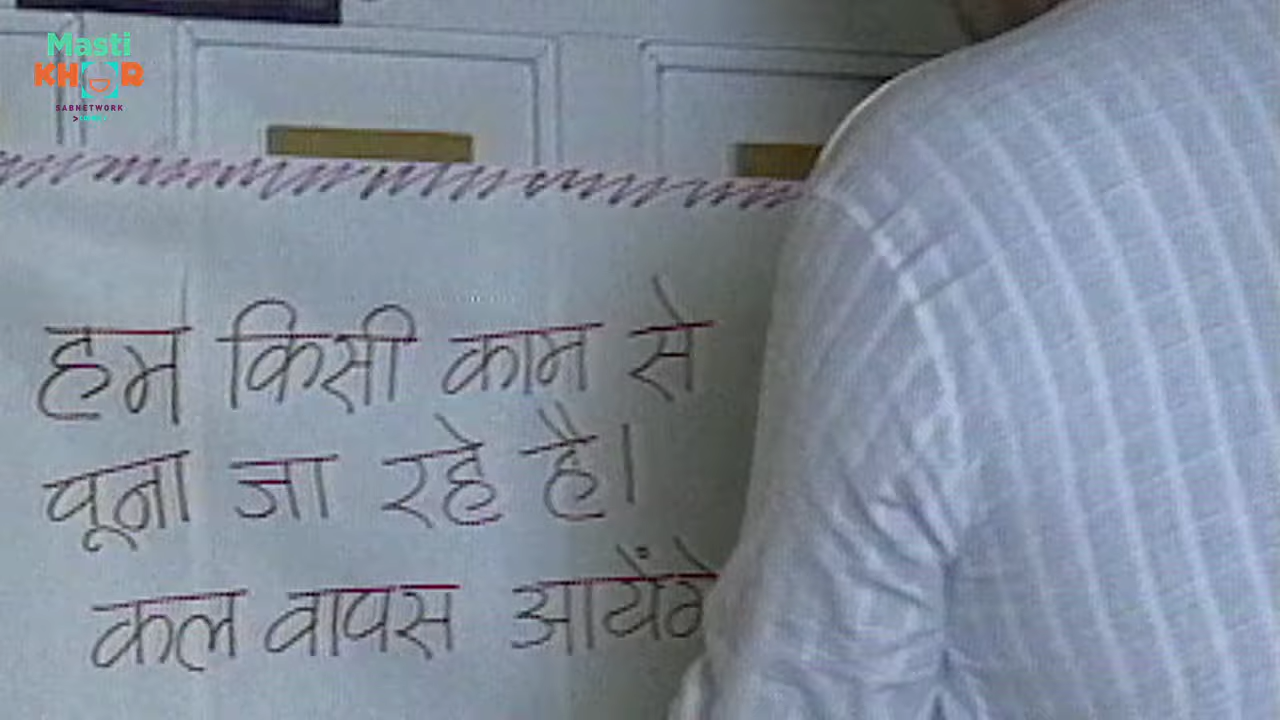 Masti
KHOR
SABNETWORK
हम किसी काम से
पूना जा रहे है।
कल वापस आयेंगे